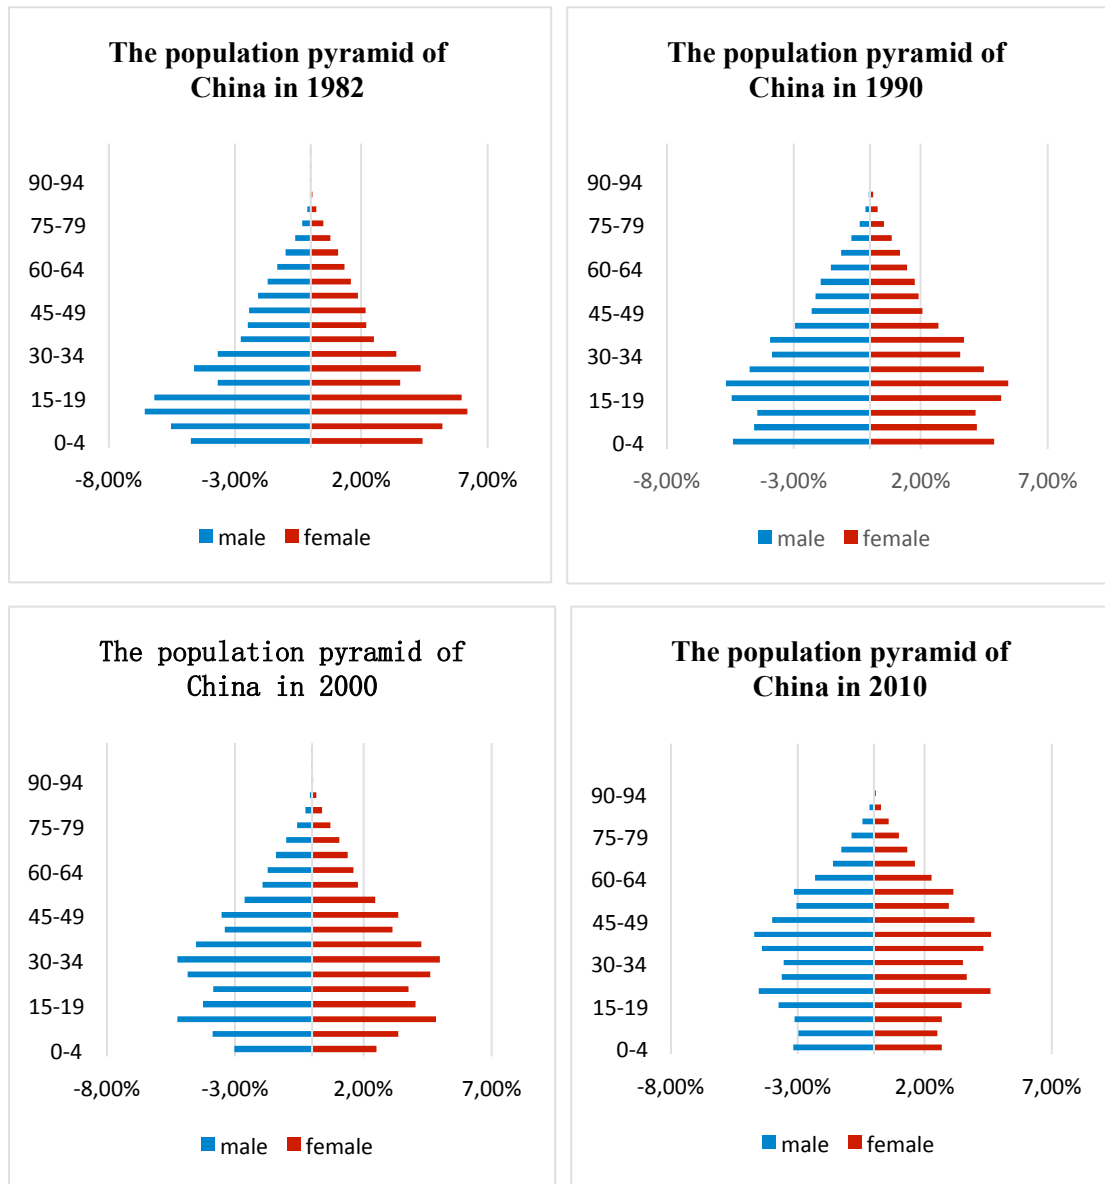 The population pyramid of
China in 1982
90-94
75-79
60-64
45-49
30-34
15-19
0-4
-8,00% -3,00% 2,00% 7,00%
male female
The population pyramid of
China in 1990
90-94
75-79
60-64
45-49
30-34
15-19
0-4
-8,00% -3,00% 2,00% 7,00%
male female
The population pyramid of
China in 2000
90-94
75-79
60-64
45-49
30-34
15-19
0-4
-8,00% -3,00% 2,00% 7,00%
male female
The population pyramid of
China in 2010
90-94
75-79
60-64
45-49
30-34
15-19
0-4
-8,00% -3,00% 2,00% 7,00%
male female